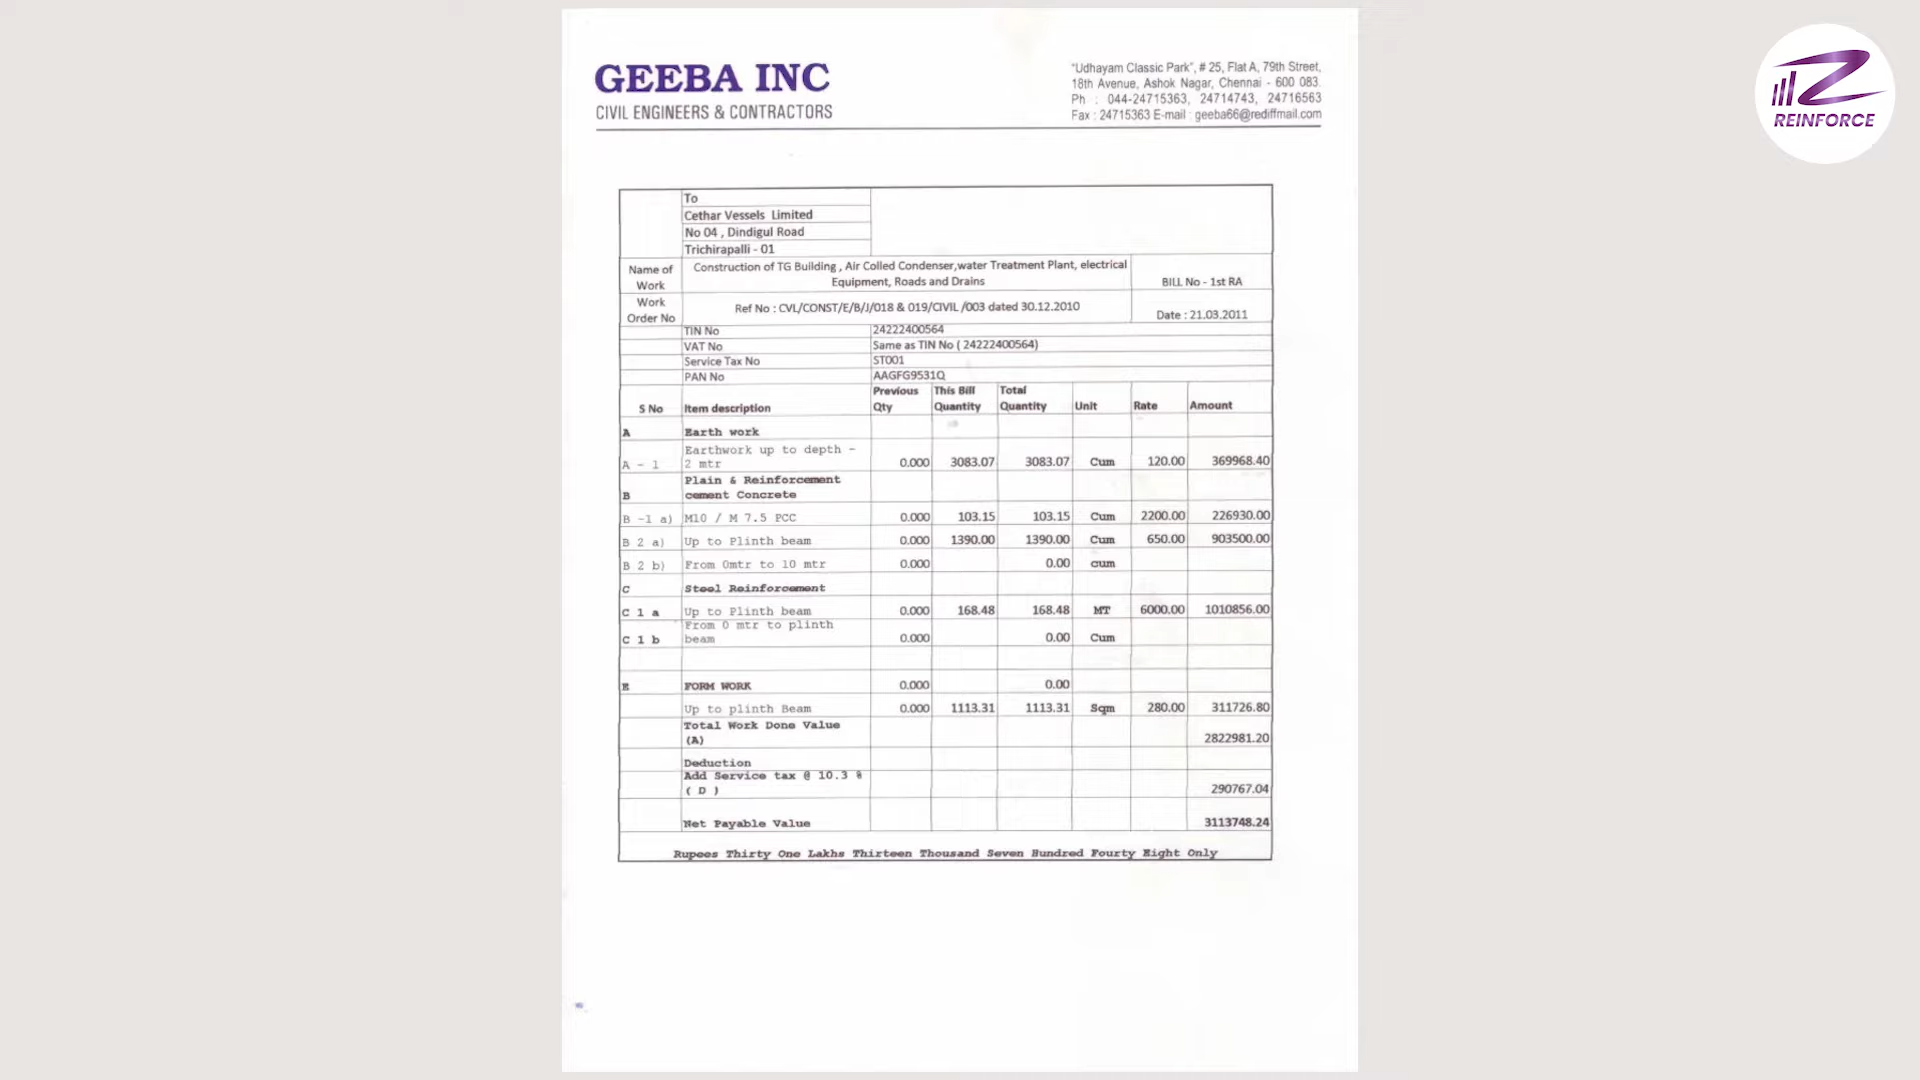 GEEBA INC
CIVIL ENGINEERS & CONTRACTORS
"Udhayam Classic Park", # 25, Flat A, 79th Street,
18th Avenue, Ashok Nagar, Chennai - 600 083.
Ph : 044-24715363, 24714743, 24716563
Fax : 24715363 E-mail : geeba66@rediffmail.com
REINFORCE
To
Cethar Vessels Limited
No 04 , Dindigul Road
Trichirapalli - 01
Name of Work
Construction of TG Building , Air Colled Condenser,water Treatment Plant, electrical
Equipment, Roads and Drains
BILL No - 1st RA
Work Order No
Ref No : CVL/CONST/E/B/J/018 & 019/CIVIL /003 dated 30.12.2010
Date : 21.03.2011
TIN No 24222400564
VAT No Same as TIN No ( 24222400564)
Service Tax No ST001
PAN No AAGFG9531Q
S No Item description Previous Qty This Bill Quantity Total Quantity Unit Rate Amount
A Earth work
A - 1 Earthwork up to depth - 2 mtr 0.000 3083.07 3083.07 Cum 120.00 369968.40
B Plain & Reinforcement cement Concrete
B -1 a) M10 / M 7.5 PCC 0.000 103.15 103.15 Cum 2200.00 226930.00
B 2 a) Up to Plinth beam 0.000 1390.00 1390.00 Cum 650.00 903500.00
B 2 b) From 0mtr to 10 mtr 0.000 0.00 cum
C Steel Reinforcement
C 1 a Up to Plinth beam 0.000 168.48 168.48 MT 6000.00 1010856.00
C 1 b From 0 mtr to plinth beam 0.000 0.00 Cum
E FORM WORK 0.000 0.00
Up to plinth Beam 0.000 1113.31 1113.31 Sqm 280.00 311726.80
Total Work Done Value (A) 2822981.20
Deduction
Add Service tax @ 10.3 % ( D ) 290767.04
Net Payable Value 3113748.24
Rupees Thirty One Lakhs Thirteen Thousand Seven Hundred Fourty Eight Only